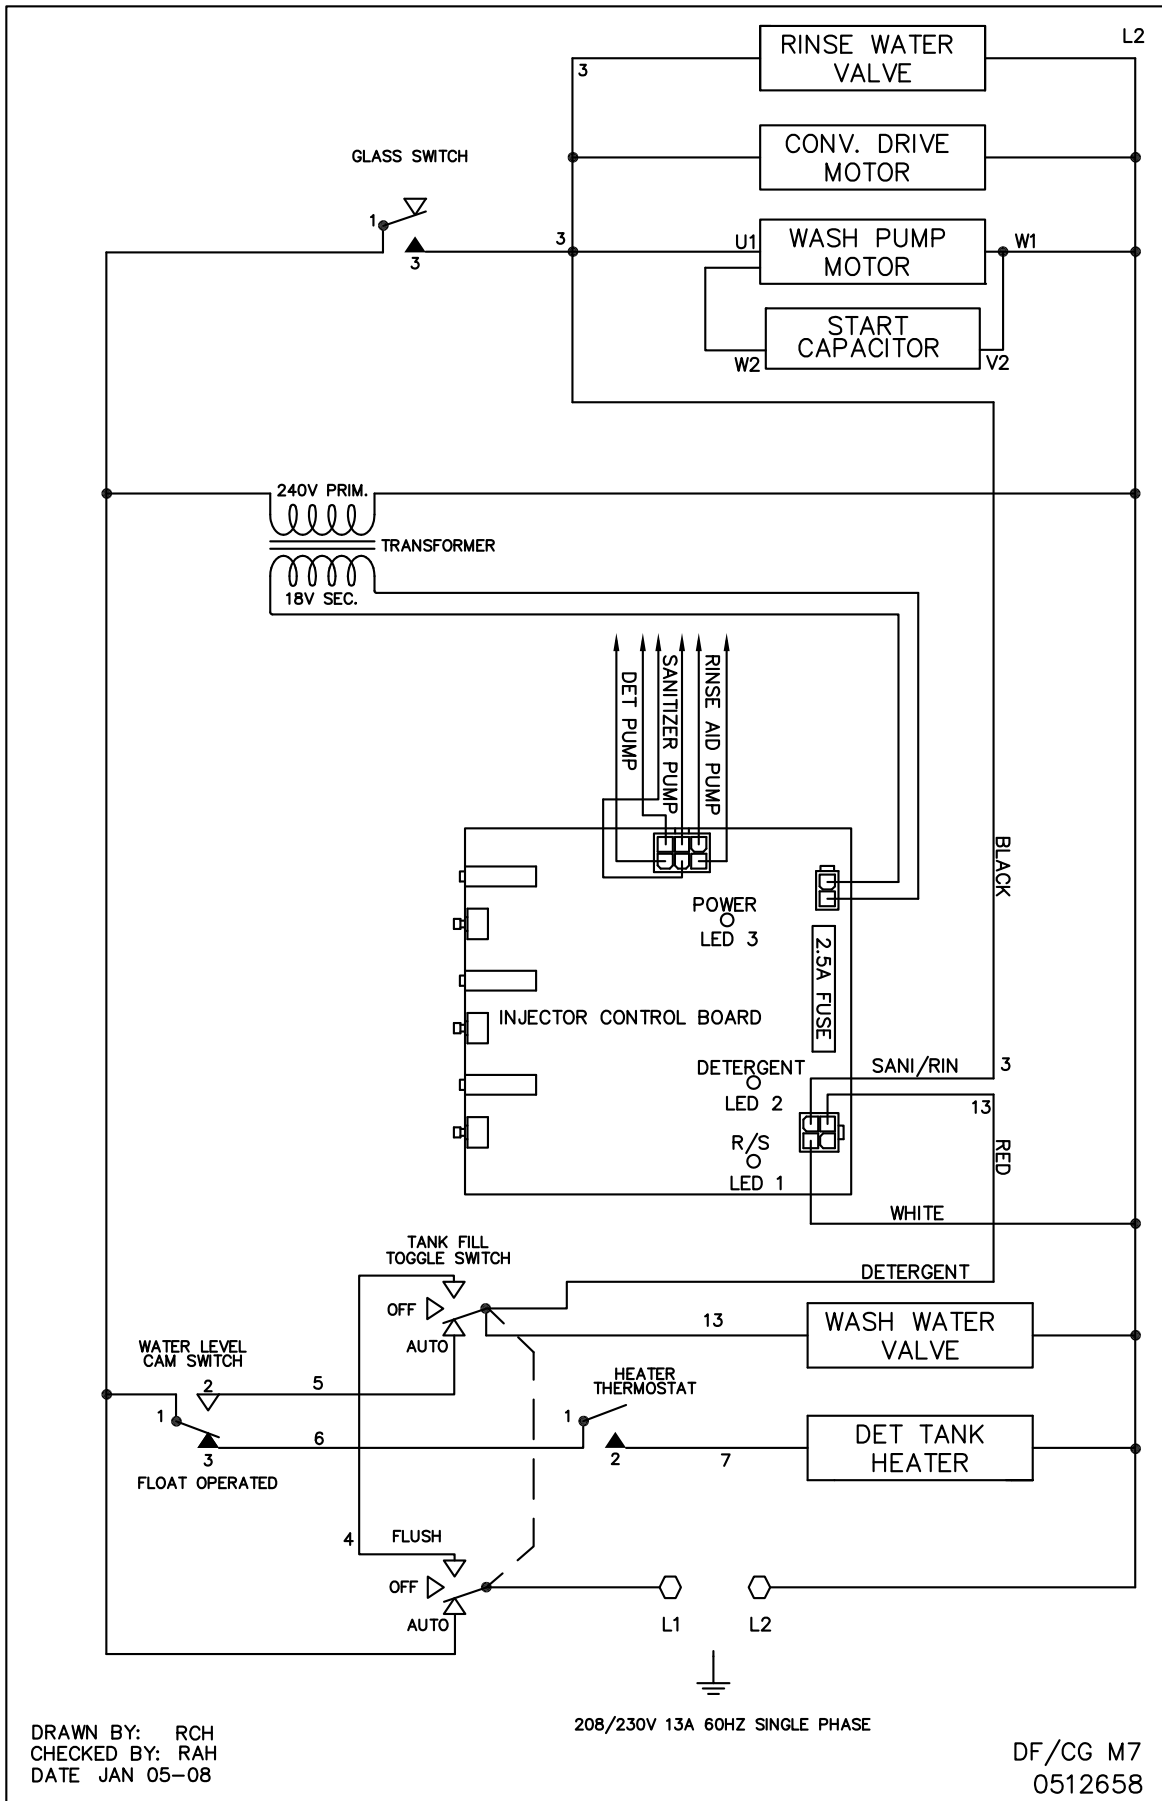 RINSE WATER
VALVE
L2
3
CONV. DRIVE
MOTOR
GLASS SWITCH
1
3
3
U1
WASH PUMP
MOTOR
W1
START
CAPACITOR
W2
V2
240V PRIM.
TRANSFORMER
18V SEC.
DET PUMP
SANITIZER PUMP
RINSE AID PUMP
BLACK
POWER
LED 3
2.5A FUSE
INJECTOR CONTROL BOARD
DETERGENT
LED 2
SANI/RIN
3
13
R/S
LED 1
RED
WHITE
TANK FILL
TOGGLE SWITCH
DETERGENT
OFF
AUTO
13
WASH WATER
VALVE
WATER LEVEL
CAM SWITCH
2
5
1
3
6
FLOAT OPERATED
HEATER
THERMOSTAT
1
2
7
DET TANK
HEATER
4
FLUSH
OFF
AUTO
L1
L2
208/230V 13A 60HZ SINGLE PHASE
DRAWN BY: RCH
CHECKED BY: RAH
DATE JAN 05-08
DF/CG M7
0512658